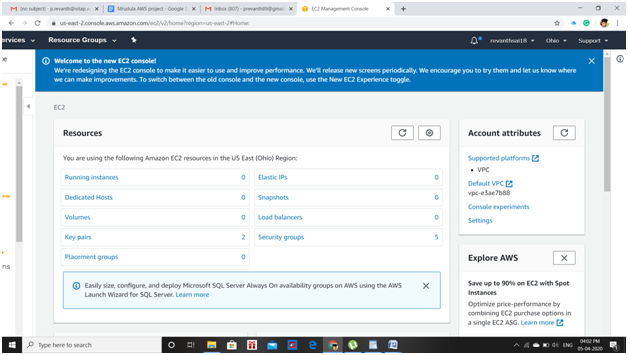 (no subject) - p.revanth@vitap.a
Mrudula AWS project - Google D
Inbox (807) - prevanth89@gmai
EC2 Management Console
us-east-2.console.aws.amazon.com/ec2/v2/home?region=us-east-2#Home:
ervices
Resource Groups
revanthsai18
Ohio
Support
Welcome to the new EC2 console!
We're redesigning the EC2 console to make it easier to use and improve performance. We'll release new screens periodically. We encourage you to try them and let us know where
we can make improvements. To switch between the old console and the new console, use the New EC2 Experience toggle.
EC2
Resources
You are using the following Amazon EC2 resources in the US East (Ohio) Region:
Running instances 0
Elastic IPs 0
Dedicated Hosts 0
Snapshots 0
Volumes 0
Load balancers 0
Key pairs 2
Security groups 5
Placement groups 0
Easily size, configure, and deploy Microsoft SQL Server Always On availability groups on AWS using the AWS
Launch Wizard for SQL Server. Learn more
Account attributes
Supported platforms
• VPC
Default VPC
vpc-e3ae7b88
Console experiments
Settings
Explore AWS
Save up to 90% on EC2 with Spot
Instances
Optimize price-performance by
combining EC2 purchase options in
a single EC2 ASG. Learn more
ns
Type here to search
ENG
04:02 PM
05-04-2020